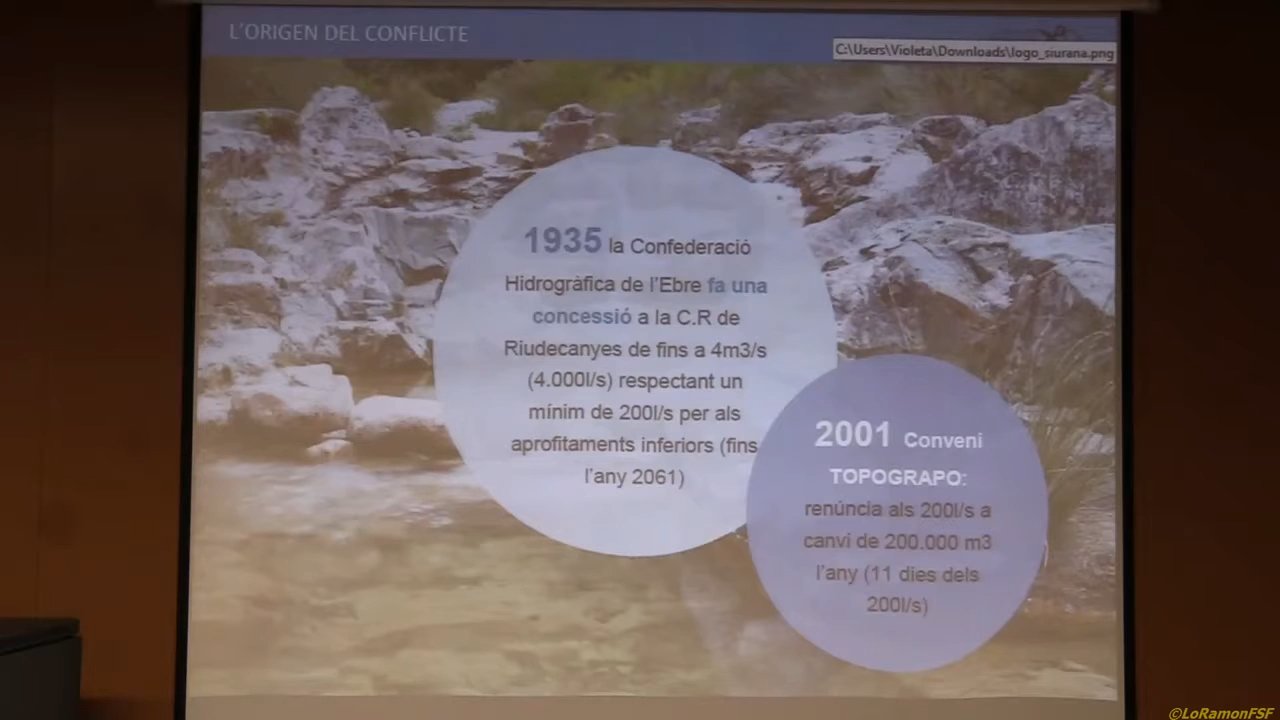 L'ORIGEN DEL CONFLICTE
C:\Users\Violeta\Downloads\logo_siurana.png
1935 la Confederació
Hidrogràfica de l'Ebre fa una
concessió a la C.R de
Riudecanyes de fins a 4m3/s
(4.000l/s) respectant un
mínim de 200l/s per als
aprofitaments inferiors (fins
l'any 2061)
2001 Conveni
TOPOGRAPO:
renúncia als 200l/s a
canvi de 200.000 m3
l'any (11 dies dels
200l/s)
©LoRamonFSF